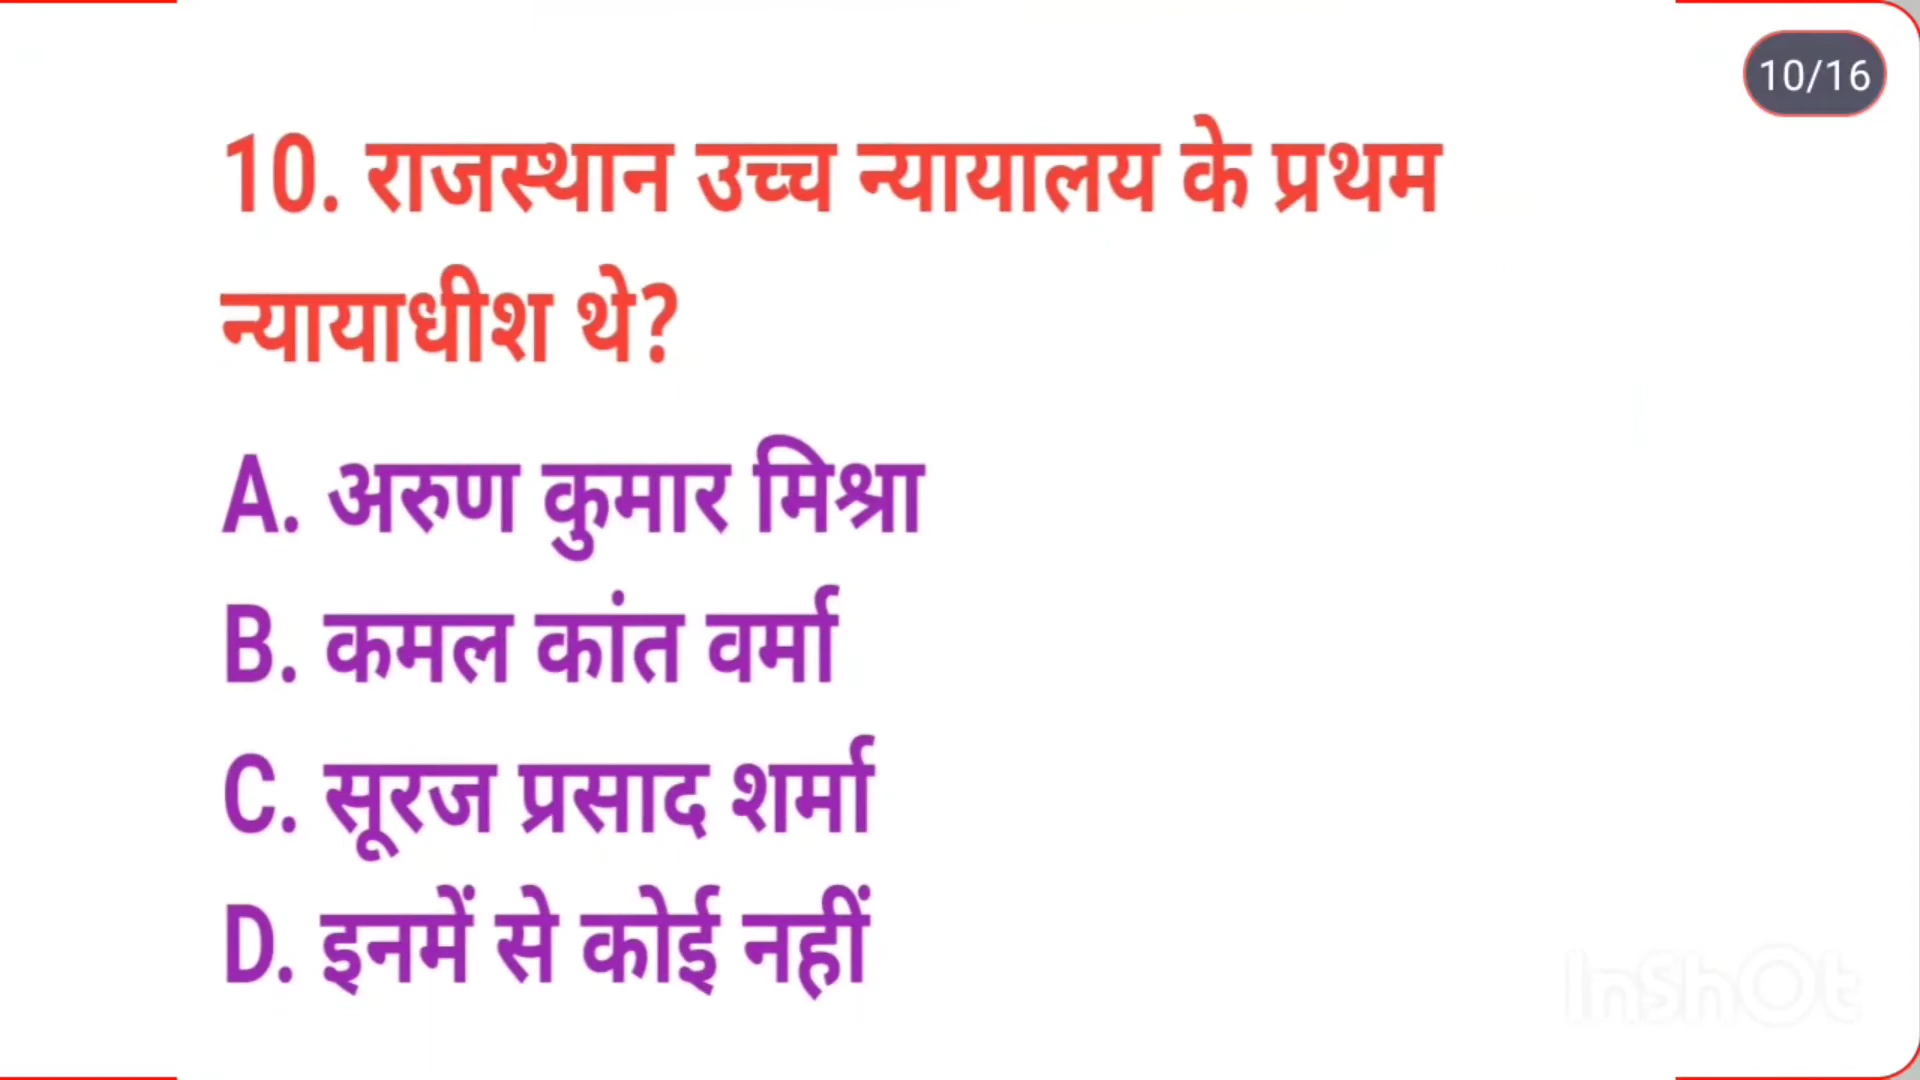 10/16
10. राजस्थान उच्च न्यायालय के प्रथम
न्यायाधीश थे?
A. अरुण कुमार मिश्रा
B. कमल कांत वर्मा
C. सूरज प्रसाद शर्मा
D. इनमें से कोई नहीं
InShOt